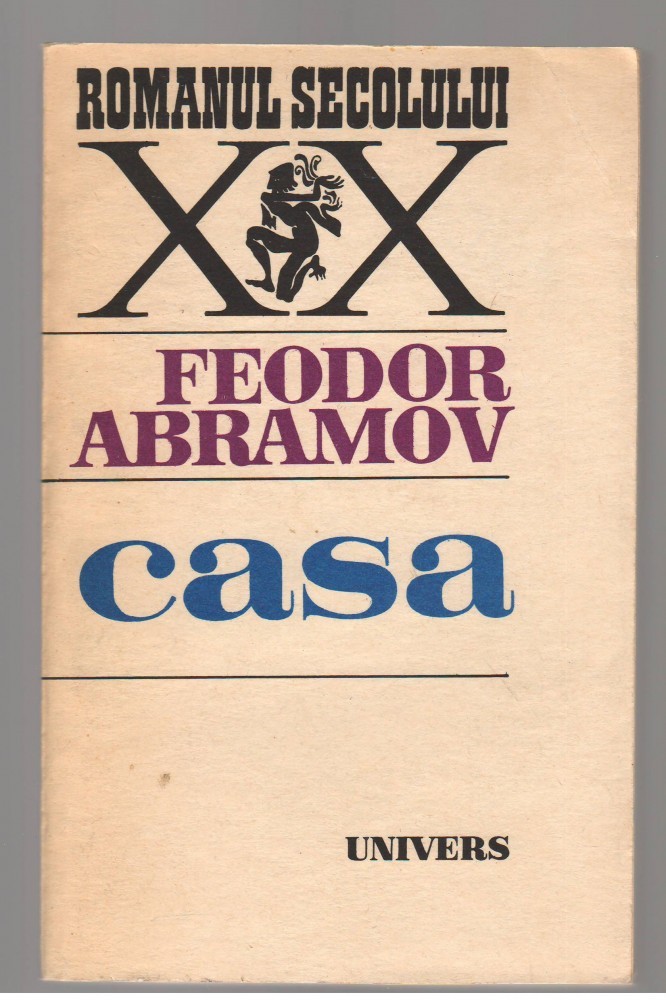 ROMANUL SECOLULUI
XX
FEODOR
ABRAMOV
casa
UNIVERS